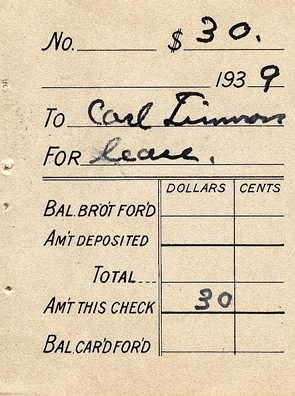 No. $ 30.
193 9
To Carl Timmons
For lease.
DOLLARS CENTS
BAL. BRO'T FOR'D
AM'T DEPOSITED
TOTAL
AM'T THIS CHECK 30
BAL. CAR'D FOR'D